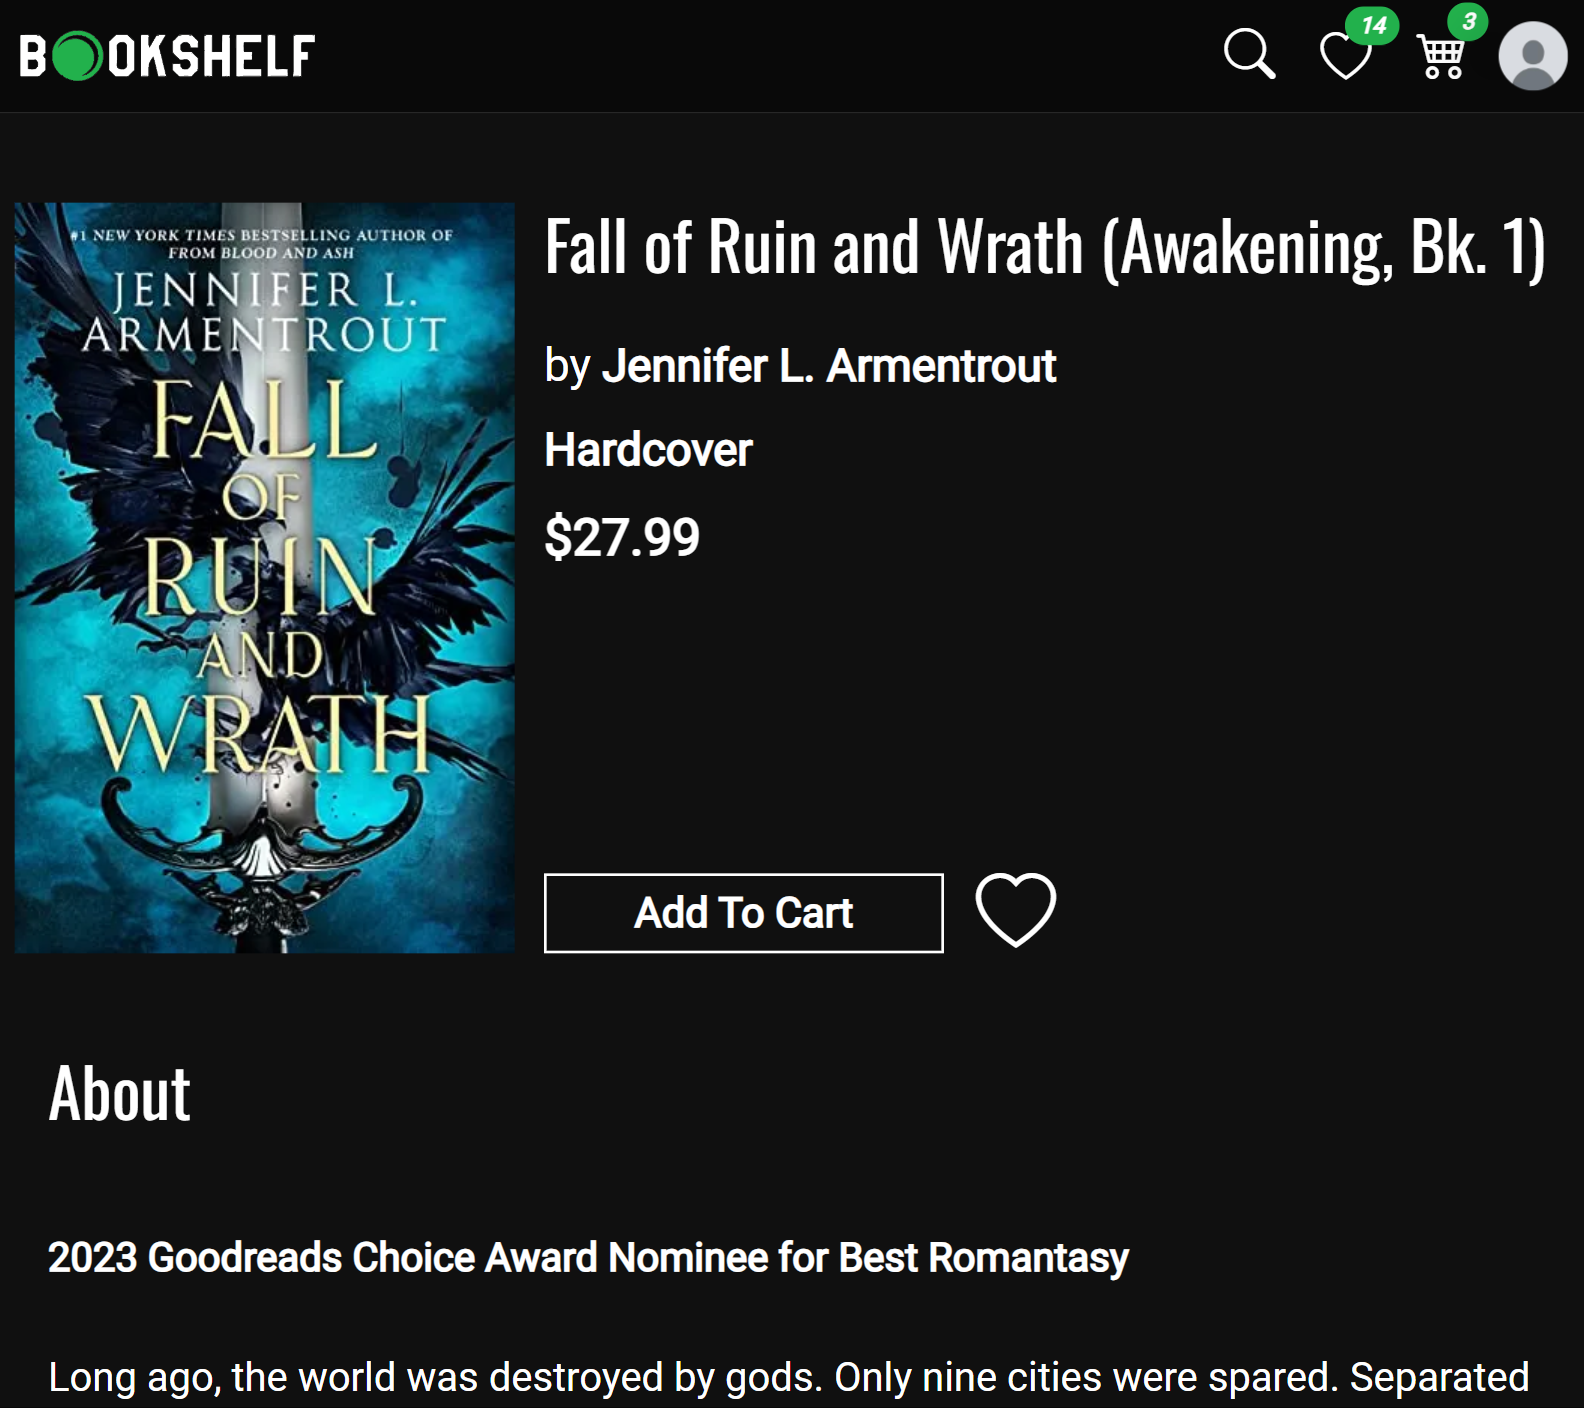 BOOKSHELF
14
3
#1 NEW YORK TIMES BESTSELLING AUTHOR OF
FROM BLOOD AND ASH
JENNIFER L.
ARMENTROUT
FALL
OF
RUIN
AND
WRATH
Fall of Ruin and Wrath (Awakening, Bk. 1)
by Jennifer L. Armentrout
Hardcover
$27.99
Add To Cart
About
2023 Goodreads Choice Award Nominee for Best Romantasy
Long ago, the world was destroyed by gods. Only nine cities were spared. Separated